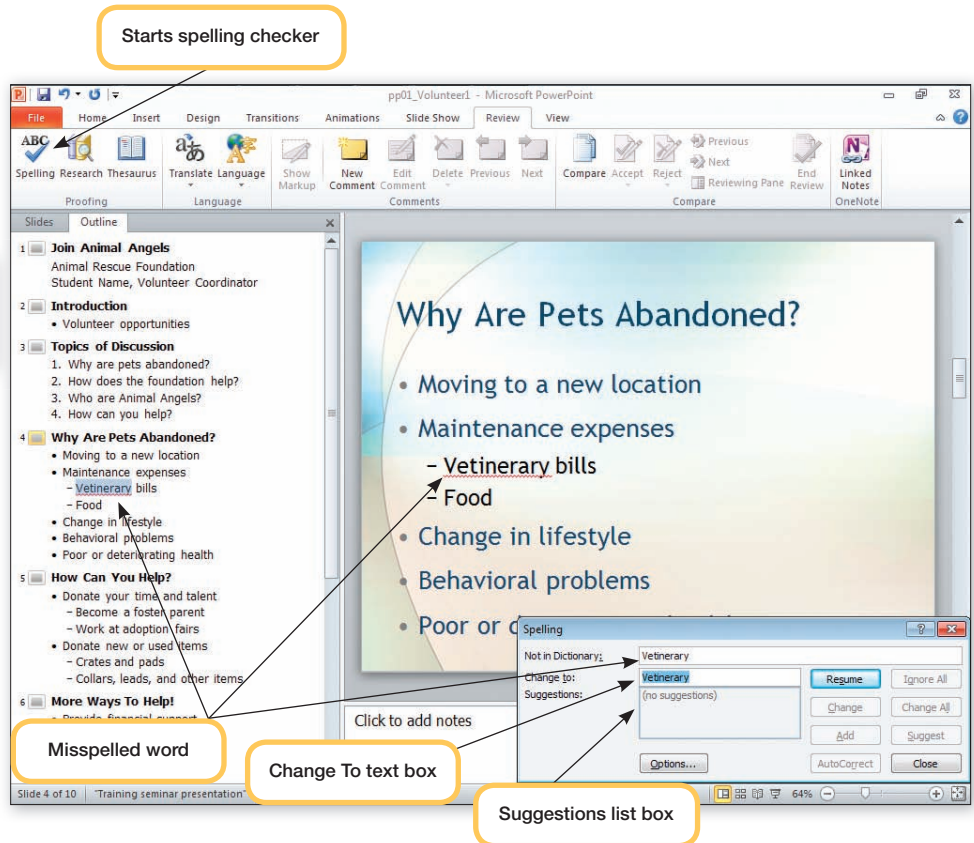 Starts spelling checker
pp01_Volunteer1 - Microsoft PowerPoint
File Home Insert Design Transitions Animations Slide Show Review View
ABC
Spelling Research Thesaurus Translate Language Show Markup New Comment Edit Comment Delete Previous Next Compare Accept Reject Previous
Next
Reviewing Pane End Review Linked Notes
Proofing Language Comments Compare OneNote
Slides Outline
1 Join Animal Angels
Animal Rescue Foundation
Student Name, Volunteer Coordinator
2 Introduction
• Volunteer opportunities
3 Topics of Discussion
1. Why are pets abandoned?
2. How does the foundation help?
3. Who are Animal Angels?
4. How can you help?
4 Why Are Pets Abandoned?
• Moving to a new location
• Maintenance expenses
– Vetinerary bills
– Food
• Change in lifestyle
• Behavioral problems
• Poor or deteriorating health
5 How Can You Help?
• Donate your time and talent
– Become a foster parent
– Work at adoption fairs
• Donate new or used items
– Crates and pads
– Collars, leads, and other items
6 More Ways To Help!
• Provide financial support
Why Are Pets Abandoned?
• Moving to a new location
• Maintenance expenses
– Vetinerary bills
– Food
• Change in lifestyle
• Behavioral problems
• Poor or
Click to add notes
Spelling
Not in Dictionary: Vetinerary
Change to: Vetinerary
Suggestions: (no suggestions)
Resume Ignore All
Change Change All
Add Suggest
Options... AutoCorrect Close
Misspelled word
Change To text box
Suggestions list box
Slide 4 of 10 "Training seminar presentation" 64%